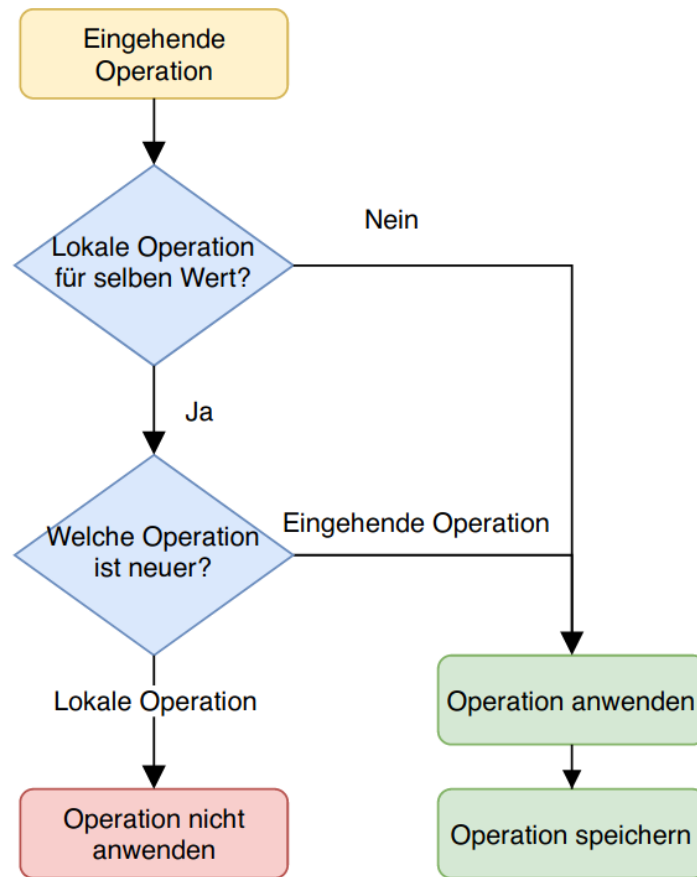 Eingehende
Operation
Nein
Lokale Operation
für selben Wert?
Ja
Eingehende Operation
Welche Operation
ist neuer?
Lokale Operation
Operation anwenden
Operation nicht
anwenden
Operation speichern